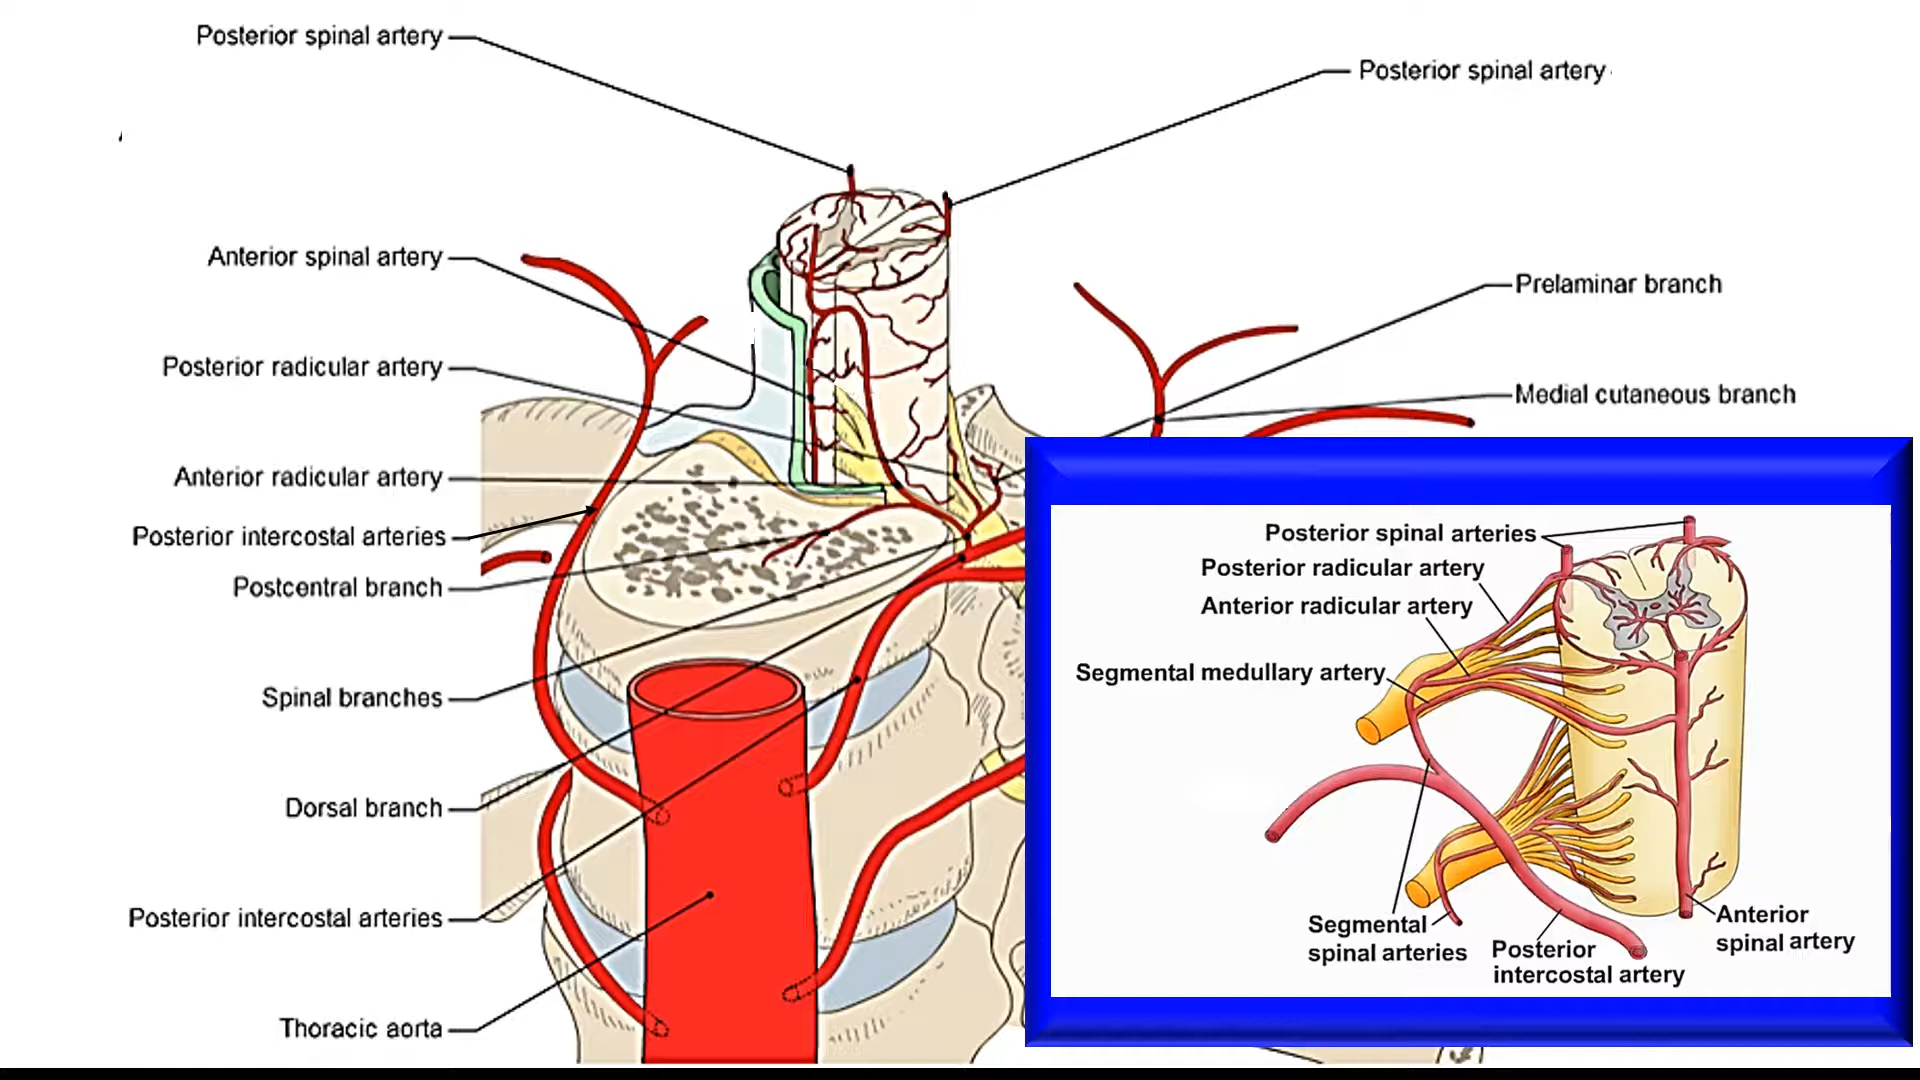 Posterior spinal artery
Posterior spinal artery
Anterior spinal artery
Prelaminar branch
Posterior radicular artery
Medial cutaneous branch
Anterior radicular artery
Posterior intercostal arteries
Postcentral branch
Spinal branches
Dorsal branch
Posterior intercostal arteries
Thoracic aorta
Posterior spinal arteries
Posterior radicular artery
Anterior radicular artery
Segmental medullary artery
Segmental
spinal arteries
Posterior
intercostal artery
Anterior
spinal artery